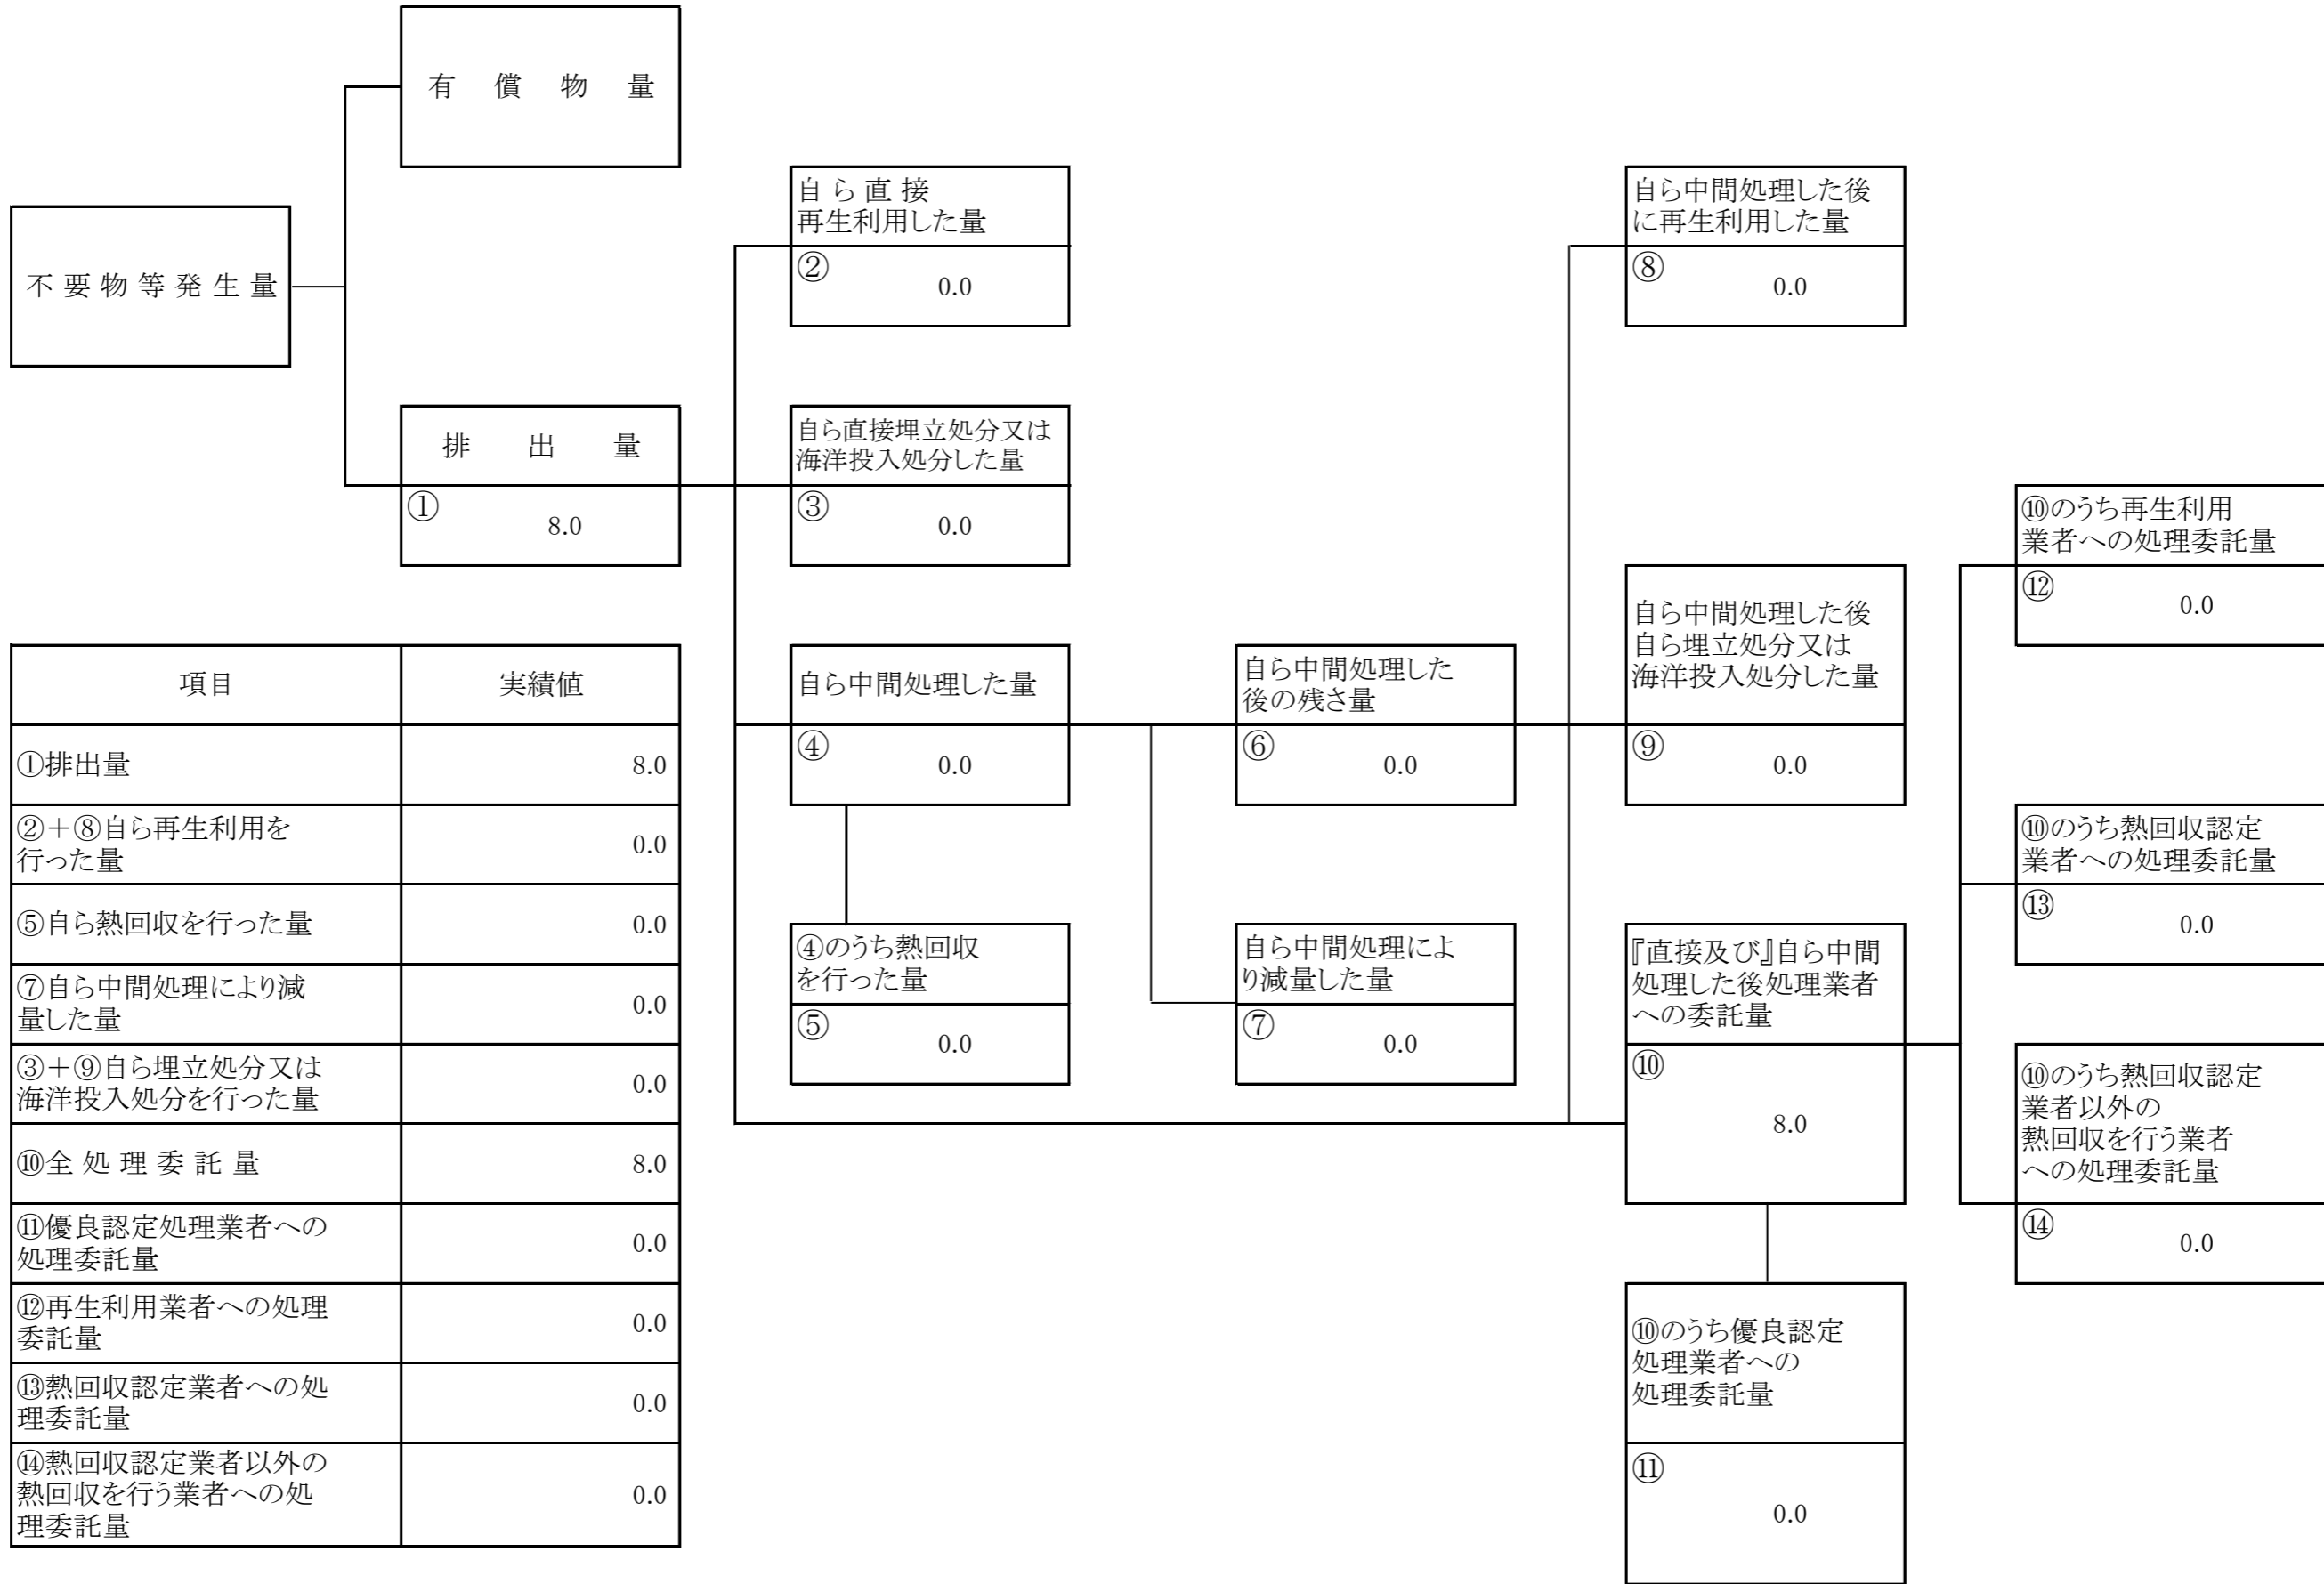 有 償 物 量
不 要 物 等 発 生 量
排 出 量
①
8.0
自 ら 直 接
再生利用した量
②
0.0
自ら直接埋立処分又は
海洋投入処分した量
③
0.0
自ら中間処理した量
④
0.0
④のうち熱回収
を行った量
⑤
0.0
自ら中間処理した
後の残さ量
⑥
0.0
自ら中間処理によ
り減量した量
⑦
0.0
自ら中間処理した後
に再生利用した量
⑧
0.0
自ら中間処理した後
自ら埋立処分又は
海洋投入処分した量
⑨
0.0
『直接及び』自ら中間
処理した後処理業者
への委託量
⑩
8.0
⑩のうち優良認定
処理業者への
処理委託量
⑪
0.0
⑩のうち再生利用
業者への処理委託量
⑫
0.0
⑩のうち熱回収認定
業者への処理委託量
⑬
0.0
⑩のうち熱回収認定
業者以外の
熱回収を行う業者
への処理委託量
⑭
0.0
項目 実績値
①排出量 8.0
②＋⑧自ら再生利用を
行った量 0.0
⑤自ら熱回収を行った量 0.0
⑦自ら中間処理により減
量した量 0.0
③＋⑨自ら埋立処分又は
海洋投入処分を行った量 0.0
⑩全 処 理 委 託 量 8.0
⑪優良認定処理業者への
処理委託量 0.0
⑫再生利用業者への処理
委託量 0.0
⑬熱回収認定業者への処
理委託量 0.0
⑭熱回収認定業者以外の
熱回収を行う業者への処
理委託量 0.0